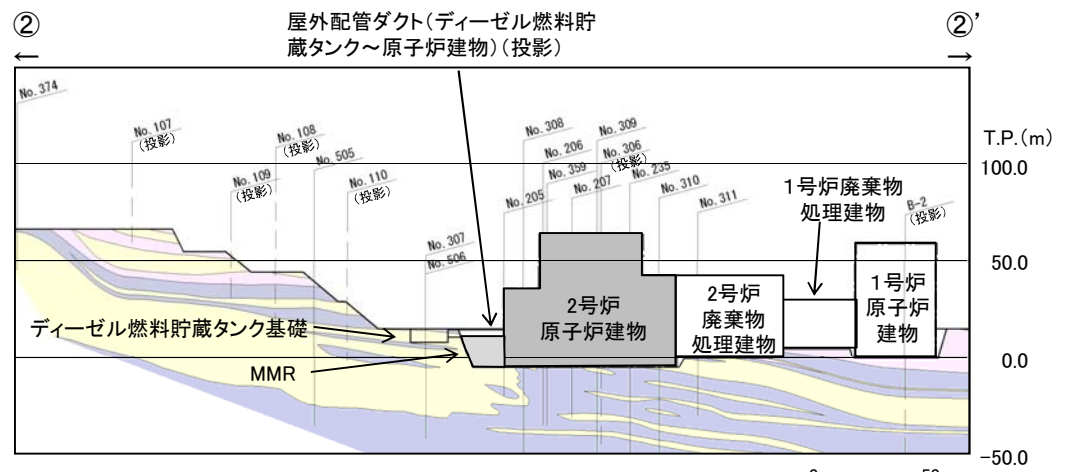 ②
屋外配管ダクト(ディーゼル燃料貯
蔵タンク~原子炉建物)(投影)
②’
←
→
T.P.(m)
No. 374
No. 107
(投影)
No. 108
(投影)
No. 109
(投影)
No. 505
No. 110
(投影)
No. 307
No. 506
No. 308
No. 206
No. 359
No. 205
No. 207
No. 309
No. 306
(投影)
No. 235
No. 310
No. 311
B-2
(投影)
100.0
50.0
0.0
-50.0
1号炉廃棄物
処理建物
2号炉
原子炉建物
2号炉
廃棄物
処理建物
1号炉
原子炉
建物
ディーゼル燃料貯蔵タンク基礎
MMR